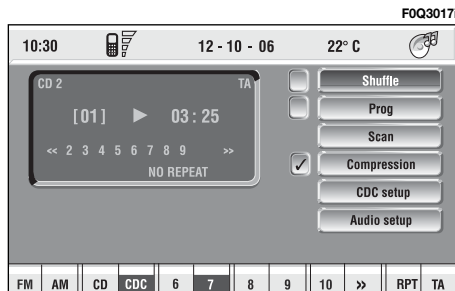 F0Q3017i
10:30 12 - 10 - 06 22° C
CD 2 TA
[01] 03 : 25
<< 2 3 4 5 6 7 8 9 >>
NO REPEAT
Shuffle
Prog
Scan
Compression
CDC setup
Audio setup
FM AM CD CDC 6 7 8 9 10 >> RPT TA